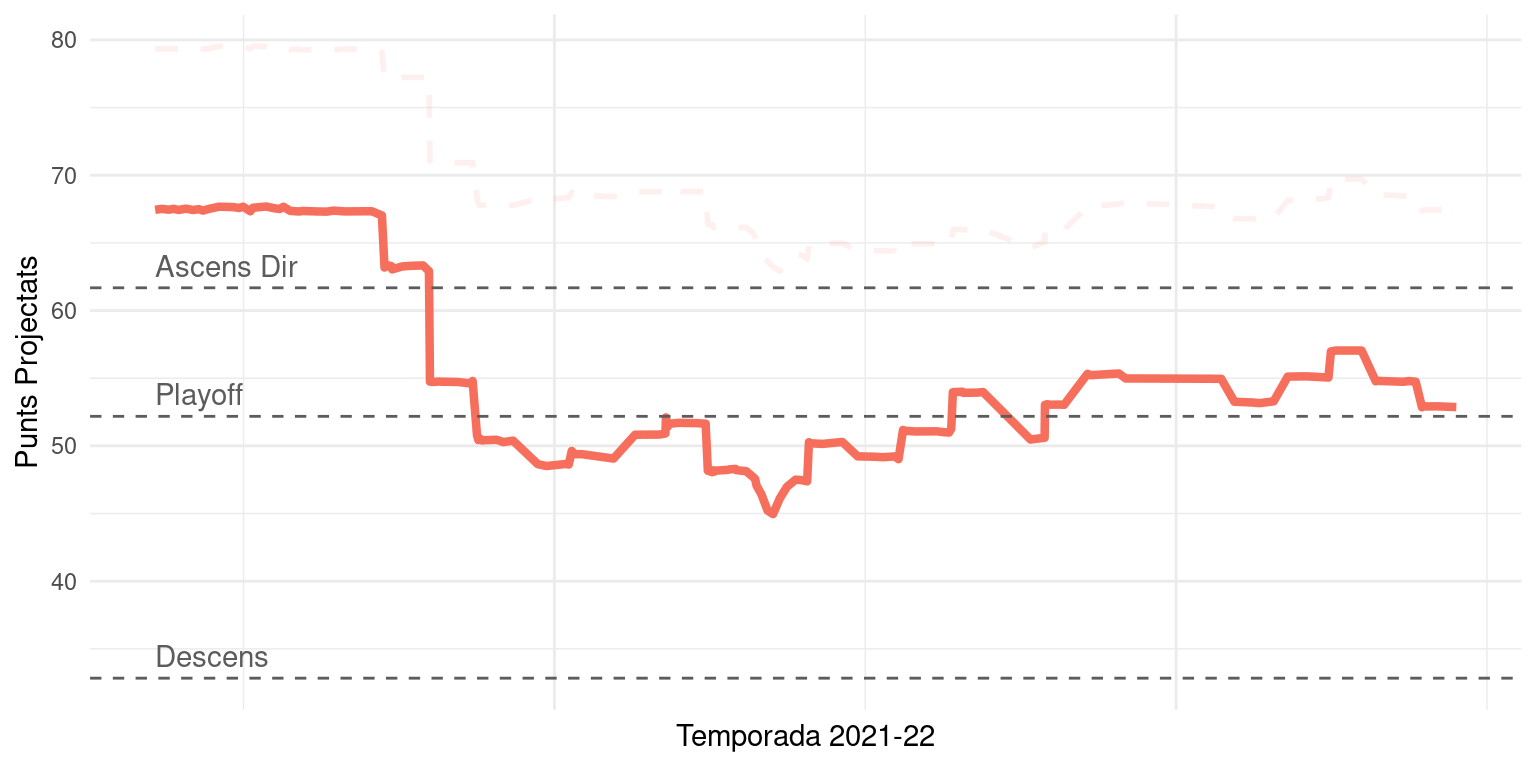 80
70
60
50
40
Punts Projectats
Ascens Dir
Playoff
Descens
Temporada 2021-22